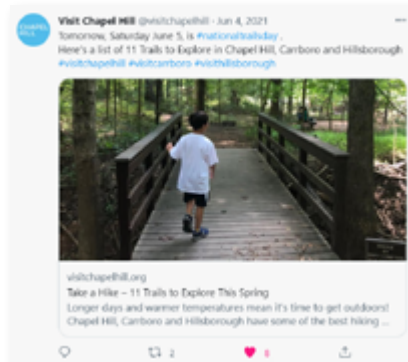 CHAPEL
HILL
Visit Chapel Hill @visitchapelhill · Jun 4, 2021
Tomorrow, Saturday June 5, is #nationaltrailsday .
Here's a list of 11 Trails to Explore in Chapel Hill, Carrboro and Hillsborough
#visitchapelhill #visitcarrboro #visithillsborough
visitchapelhill.org
Take a Hike – 11 Trails to Explore This Spring
Longer days and warmer temperatures mean it's time to get outdoors!
Chapel Hill, Carrboro and Hillsborough have some of the best hiking ...
2